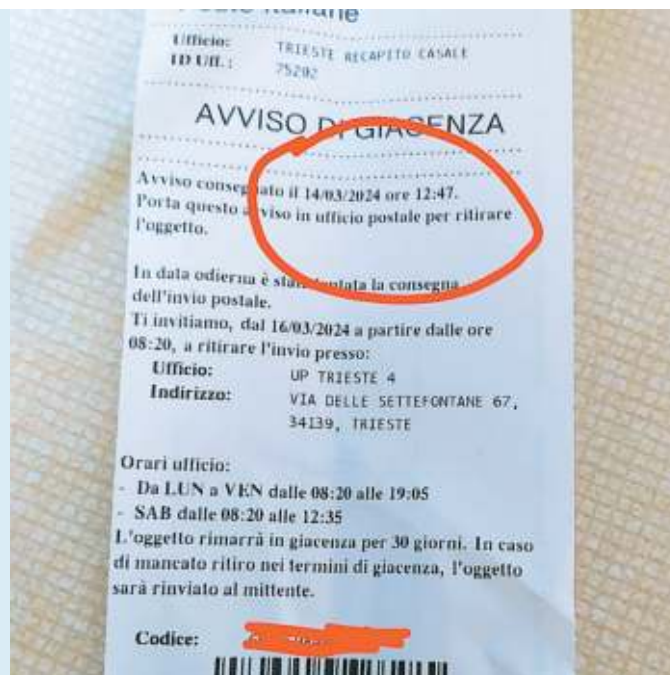 Poste Italiane
Ufficio: TRIESTE RECAPITO CASALE
ID Uff.: 75202
AVVISO DI GIACENZA
Avviso consegnato il 14/03/2024 ore 12:47.
Porta questo avviso in ufficio postale per ritirare
l'oggetto.
In data odierna è stata tentata la consegna
dell'invio postale.
Ti invitiamo, dal 16/03/2024 a partire dalle ore
08:20, a ritirare l'invio presso:
Ufficio: UP TRIESTE 4
Indirizzo: VIA DELLE SETTEFONTANE 67,
34139, TRIESTE
Orari ufficio:
- Da LUN a VEN dalle 08:20 alle 19:05
- SAB dalle 08:20 alle 12:35
L'oggetto rimarrà in giacenza per 30 giorni. In caso
di mancato ritiro nei termini di giacenza, l'oggetto
sarà rinviato al mittente.
Codice: